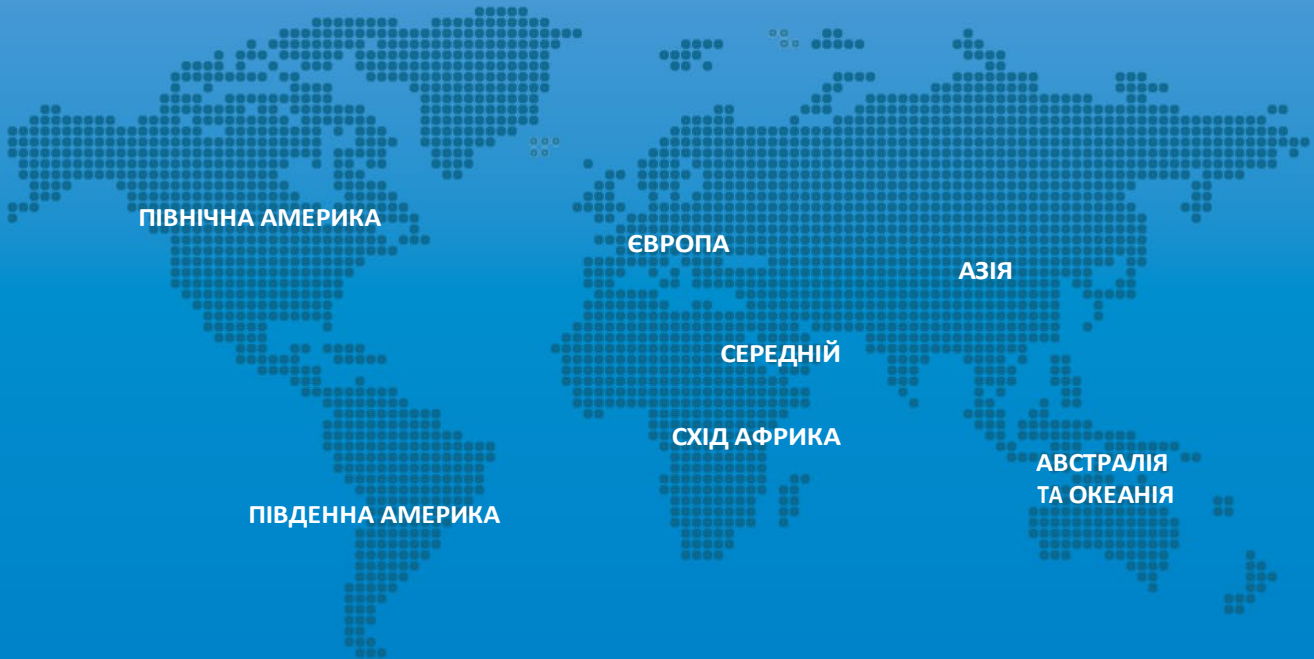 ПІВНІЧНА АМЕРИКА
ЄВРОПА
АЗІЯ
СЕРЕДНІЙ
СХІД АФРИКА
АВСТРАЛІЯ
ТА ОКЕАНІЯ
ПІВДЕННА АМЕРИКА